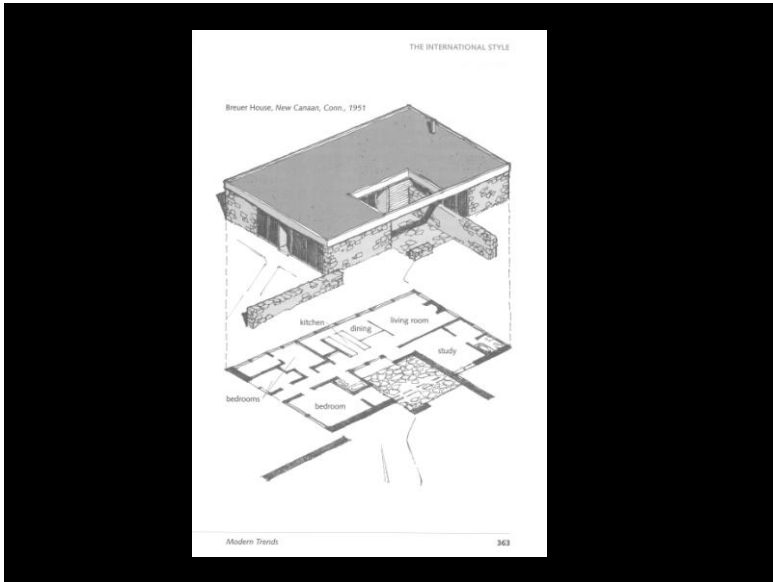 THE INTERNATIONAL STYLE
Breuer House, New Canaan, Conn., 1951
kitchen
dining
living room
study
bedrooms
bedroom
Modern Trends
363